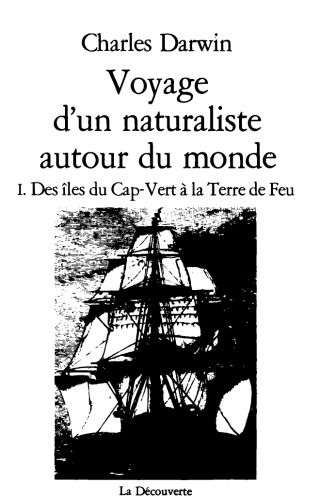 Charles Darwin
Voyage
d'un naturaliste
autour du monde
I. Des îles du Cap-Vert à la Terre de Feu
La Découverte